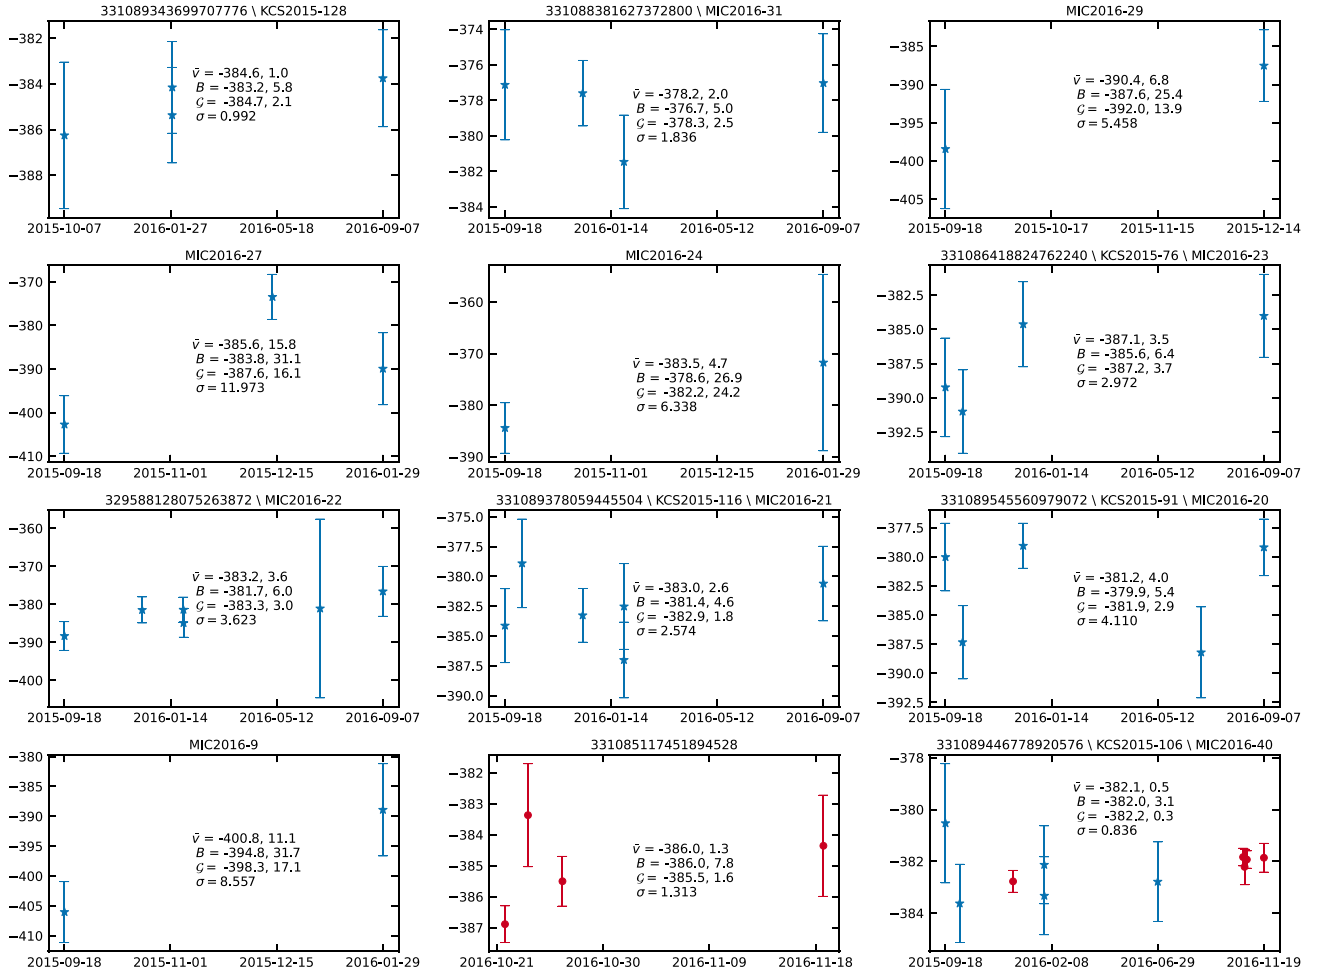 331089343699707776 \ KCS2015-128
−382
−384
−386
−388
v̄ = -384.6, 1.0
B = -383.2, 5.8
𝒢 = -384.7, 2.1
σ = 0.992
2015-10-07 2016-01-27 2016-05-18 2016-09-07
331088381627372800 \ MIC2016-31
−374
−376
−378
−380
−382
−384
v̄ = -378.2, 2.0
B = -376.7, 5.0
𝒢 = -378.3, 2.5
σ = 1.836
2015-09-18 2016-01-14 2016-05-12 2016-09-07
MIC2016-29
−385
−390
−395
−400
−405
v̄ = -390.4, 6.8
B = -387.6, 25.4
𝒢 = -392.0, 13.9
σ = 5.458
2015-09-18 2015-10-17 2015-11-15 2015-12-14
MIC2016-27
−370
−380
−390
−400
−410
v̄ = -385.6, 15.8
B = -383.8, 31.1
𝒢 = -387.6, 16.1
σ = 11.973
2015-09-18 2015-11-01 2015-12-15 2016-01-29
MIC2016-24
−360
−370
−380
−390
v̄ = -383.5, 4.7
B = -378.6, 26.9
𝒢 = -382.2, 24.2
σ = 6.338
2015-09-18 2015-11-01 2015-12-15 2016-01-29
331086418824762240 \ KCS2015-76 \ MIC2016-23
−382.5
−385.0
−387.5
−390.0
−392.5
v̄ = -387.1, 3.5
B = -385.6, 6.4
𝒢 = -387.2, 3.7
σ = 2.972
2015-09-18 2016-01-14 2016-05-12 2016-09-07
329588128075263872 \ MIC2016-22
−360
−370
−380
−390
−400
v̄ = -383.2, 3.6
B = -381.7, 6.0
𝒢 = -383.3, 3.0
σ = 3.623
2015-09-18 2016-01-14 2016-05-12 2016-09-07
331089378059445504 \ KCS2015-116 \ MIC2016-21
−375.0
−377.5
−380.0
−382.5
−385.0
−387.5
−390.0
v̄ = -383.0, 2.6
B = -381.4, 4.6
𝒢 = -382.9, 1.8
σ = 2.574
2015-09-18 2016-01-14 2016-05-12 2016-09-07
331089545560979072 \ KCS2015-91 \ MIC2016-20
−377.5
−380.0
−382.5
−385.0
−387.5
−390.0
−392.5
v̄ = -381.2, 4.0
B = -379.9, 5.4
𝒢 = -381.9, 2.9
σ = 4.110
2015-09-18 2016-01-14 2016-05-12 2016-09-07
MIC2016-9
−380
−385
−390
−395
−400
−405
−410
v̄ = -400.8, 11.1
B = -394.8, 31.7
𝒢 = -398.3, 17.1
σ = 8.557
2015-09-18 2015-11-01 2015-12-15 2016-01-29
331085117451894528
−382
−383
−384
−385
−386
−387
v̄ = -386.0, 1.3
B = -386.0, 7.8
𝒢 = -385.5, 1.6
σ = 1.313
2016-10-21 2016-10-30 2016-11-09 2016-11-18
331089446778920576 \ KCS2015-106 \ MIC2016-40
−378
−380
−382
−384
v̄ = -382.1, 0.5
B = -382.0, 3.1
𝒢 = -382.2, 0.3
σ = 0.836
2015-09-18 2016-02-08 2016-06-29 2016-11-19